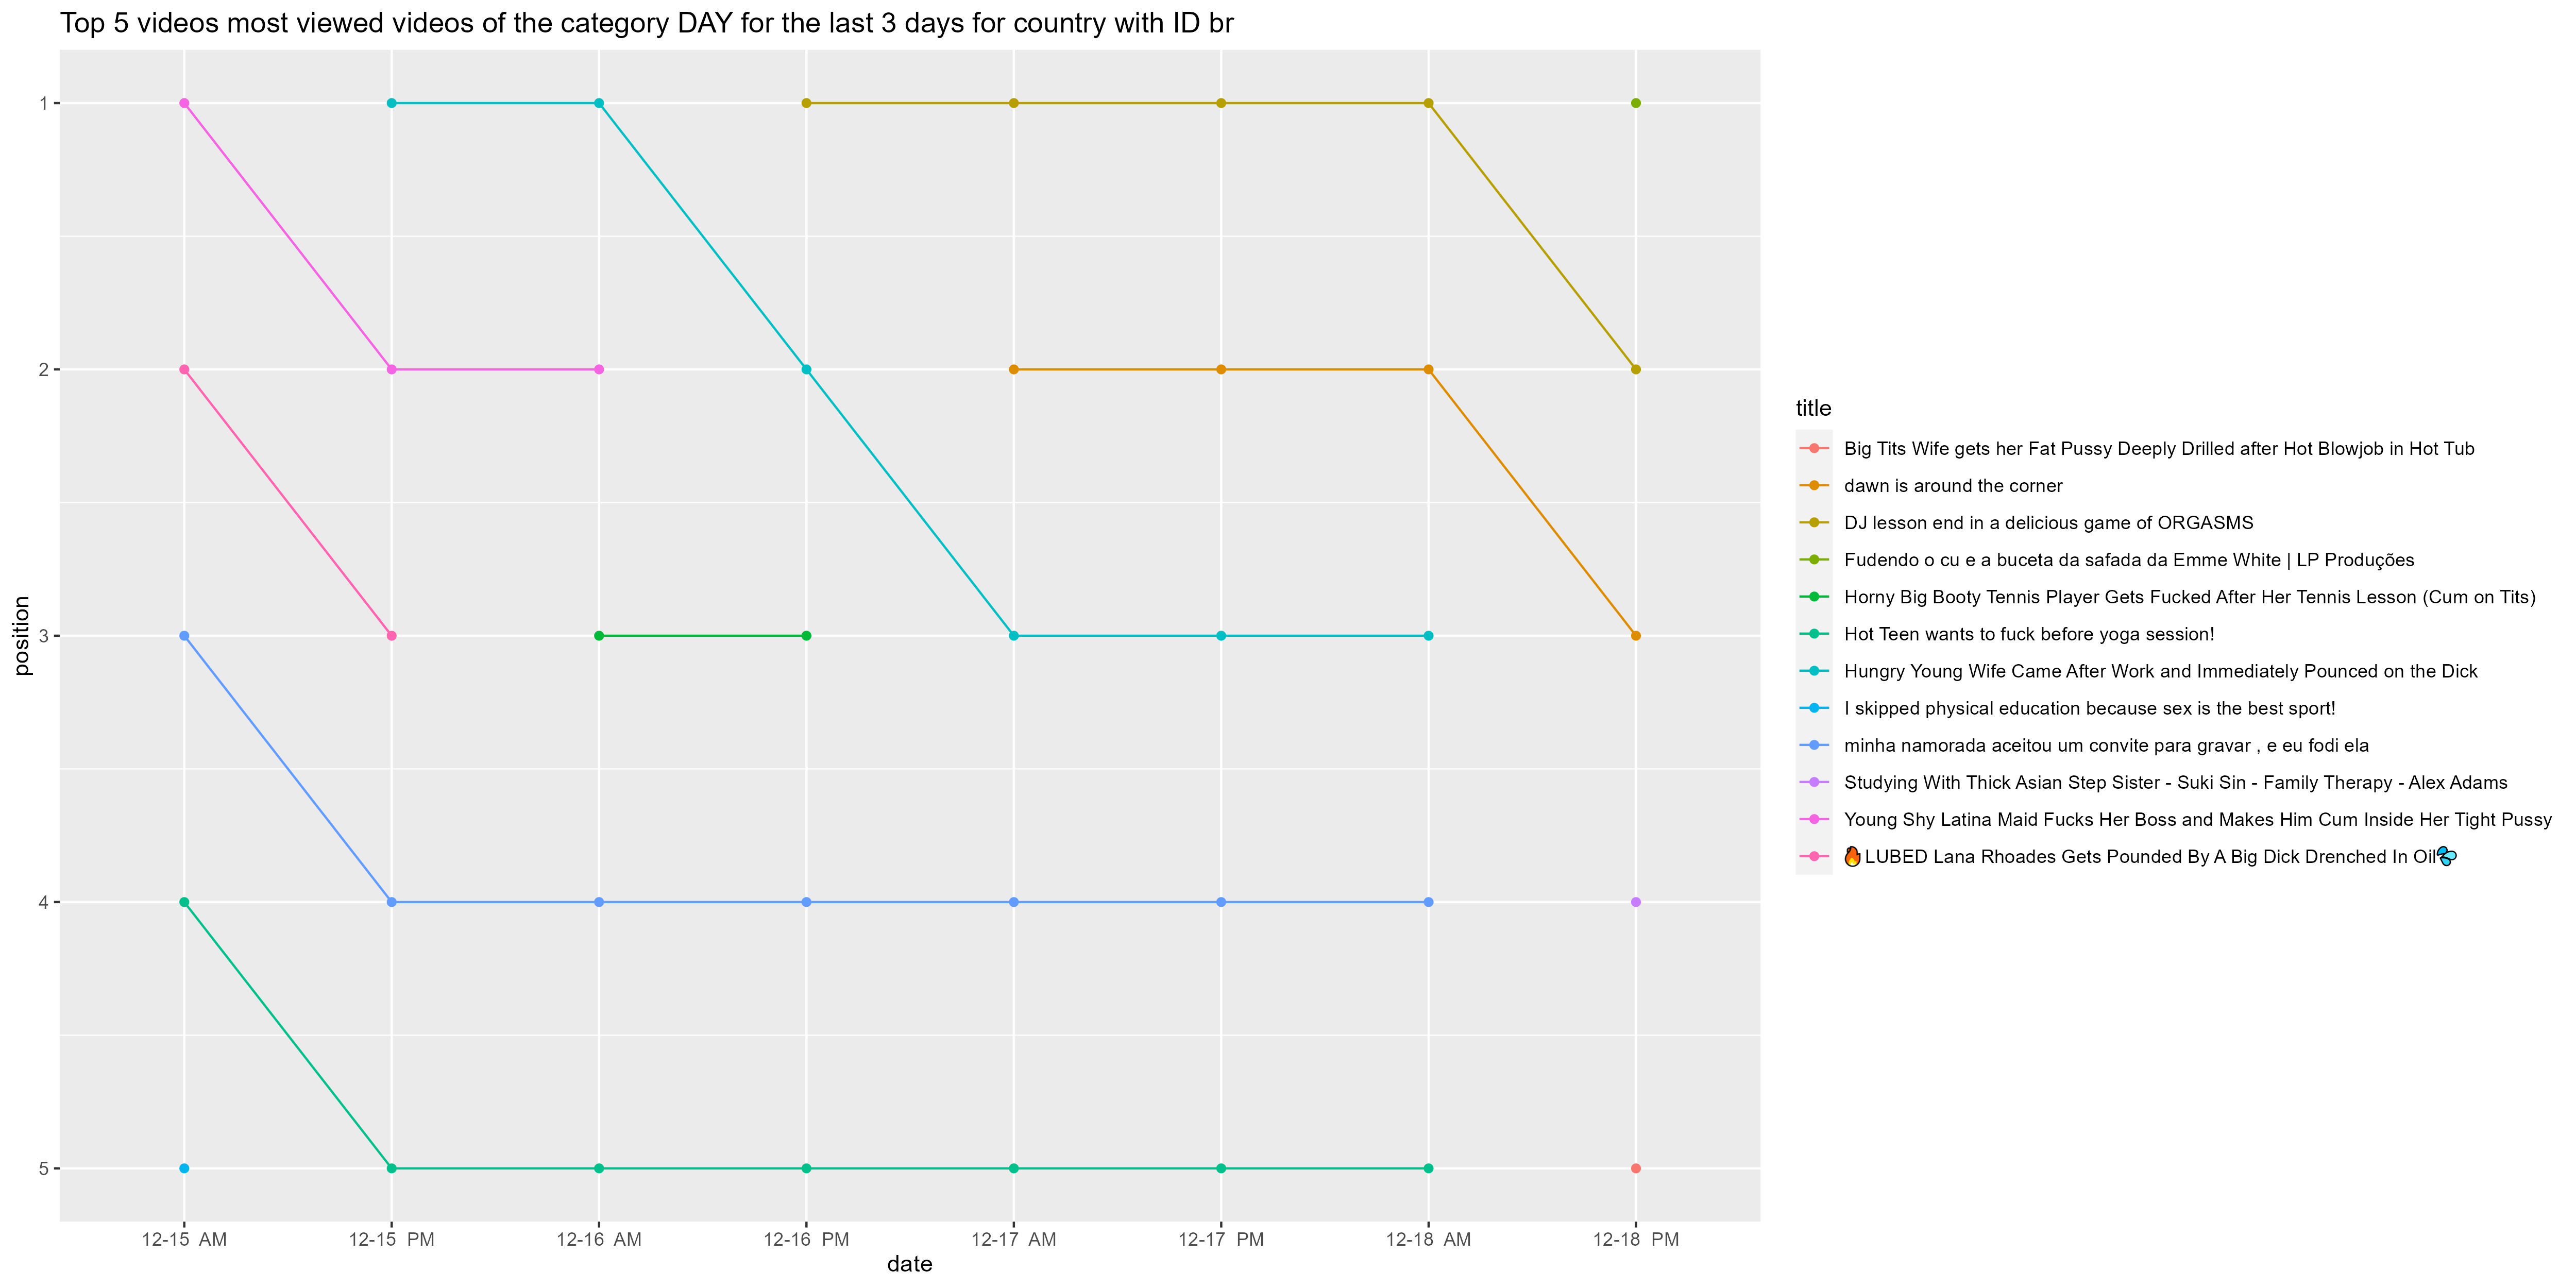 Top 5 videos most viewed videos of the category DAY for the last 3 days for country with ID br
1
2
3
4
5
position
12-15 AM
12-15 PM
12-16 AM
12-16 PM
12-17 AM
12-17 PM
12-18 AM
12-18 PM
date
title
Big Tits Wife gets her Fat Pussy Deeply Drilled after Hot Blowjob in Hot Tub
dawn is around the corner
DJ lesson end in a delicious game of ORGASMS
Fudendo o cu e a buceta da safada da Emme White | LP Produções
Horny Big Booty Tennis Player Gets Fucked After Her Tennis Lesson (Cum on Tits)
Hot Teen wants to fuck before yoga session!
Hungry Young Wife Came After Work and Immediately Pounced on the Dick
I skipped physical education because sex is the best sport!
minha namorada aceitou um convite para gravar , e eu fodi ela
Studying With Thick Asian Step Sister - Suki Sin - Family Therapy - Alex Adams
Young Shy Latina Maid Fucks Her Boss and Makes Him Cum Inside Her Tight Pussy
🔥LUBED Lana Rhoades Gets Pounded By A Big Dick Drenched In Oil💦